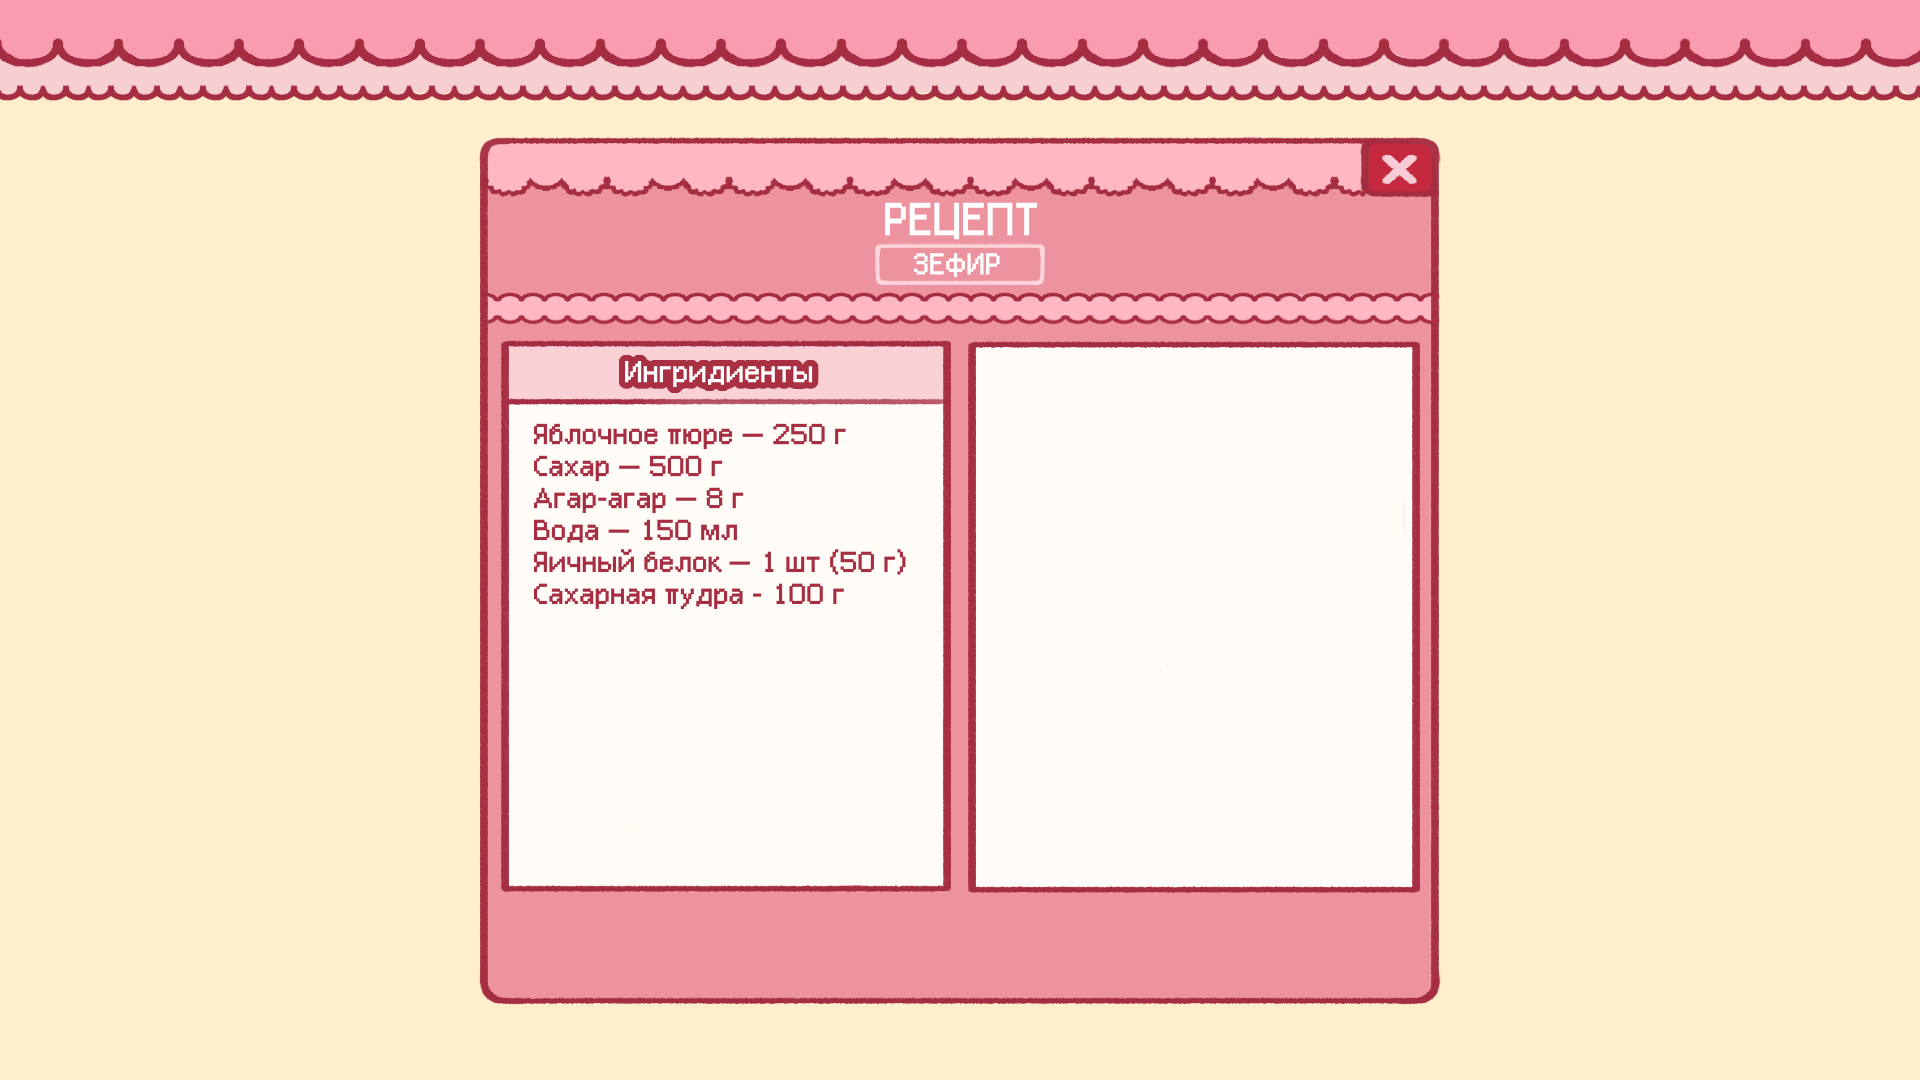 РЕЦЕПТ
ЗЕФИР
Ингридиенты
Яблочное пюре — 250 г
Сахар — 500 г
Агар-агар — 8 г
Вода — 150 мл
Яичный белок — 1 шт (50 г)
Сахарная пудра - 100 г